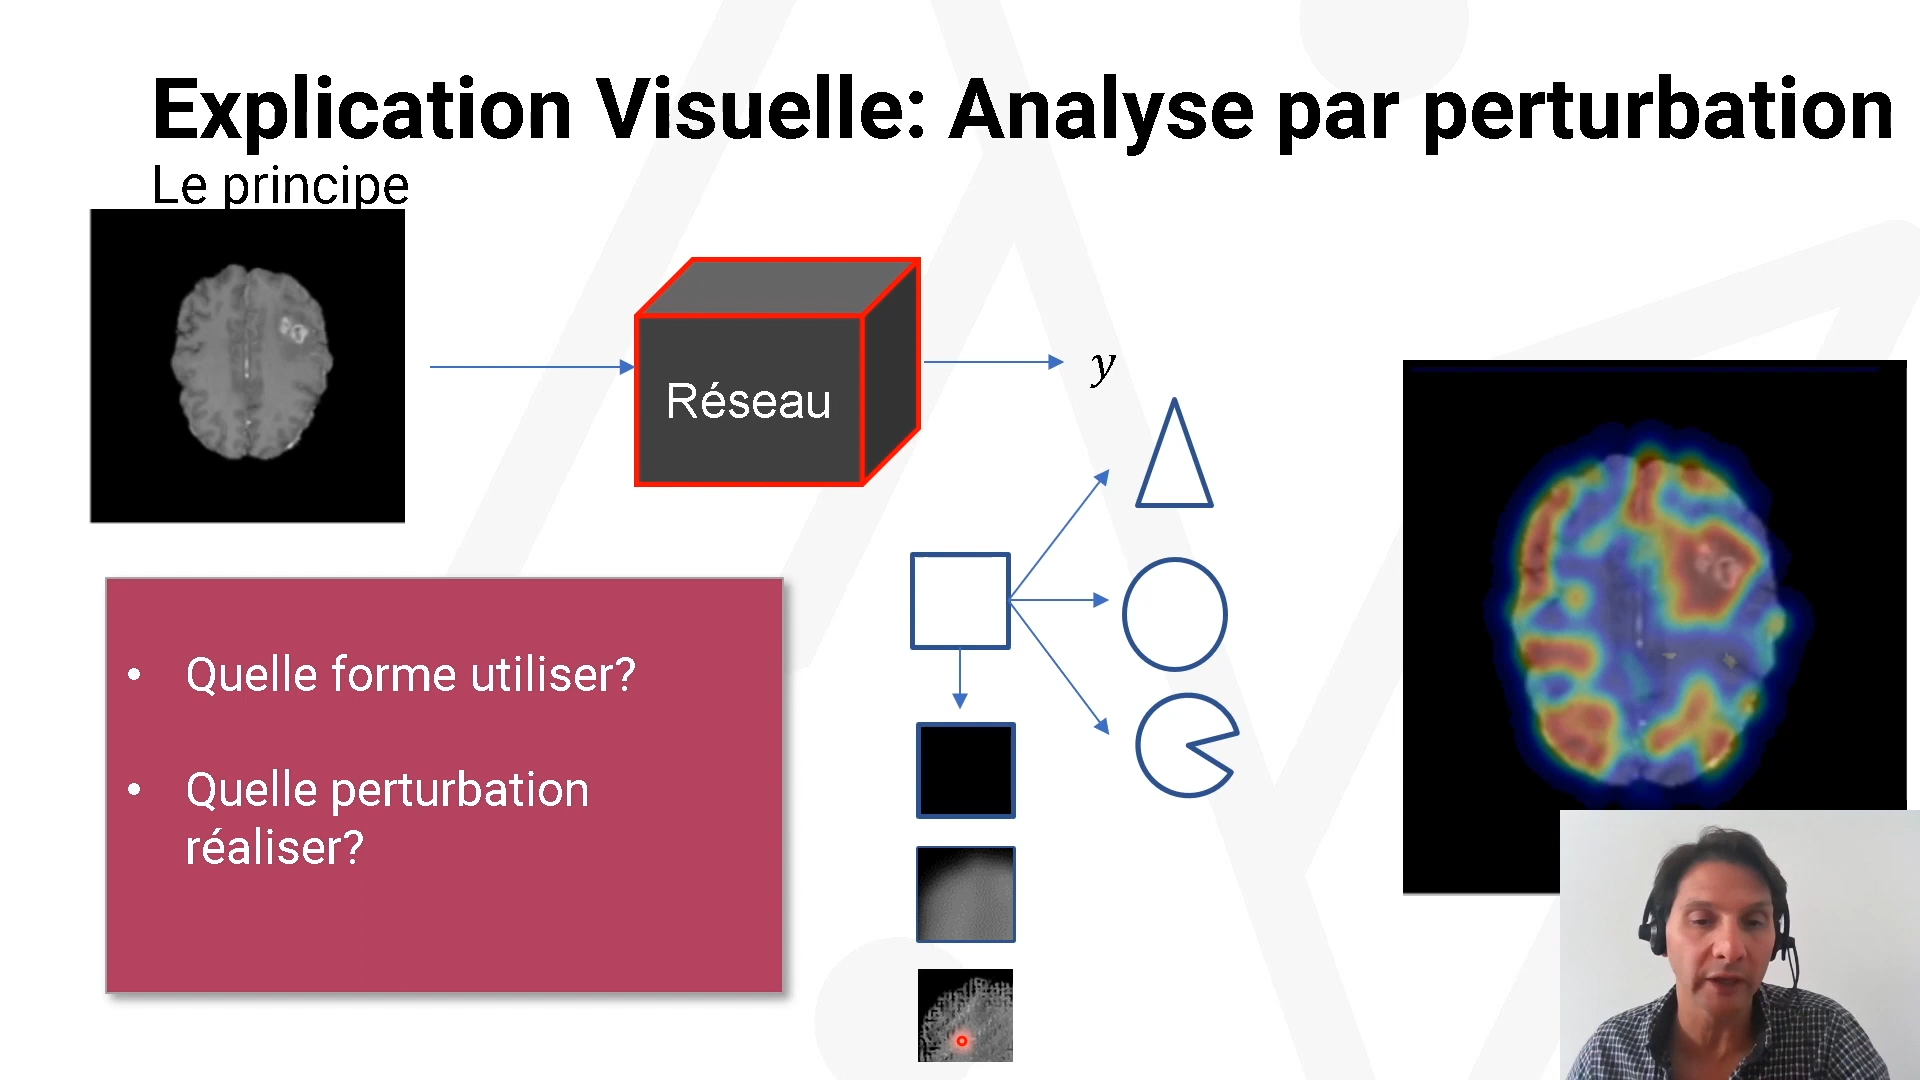 Explication Visuelle: Analyse par perturbation
Le principe
Réseau
y
• Quelle forme utiliser?
• Quelle perturbation
réaliser?